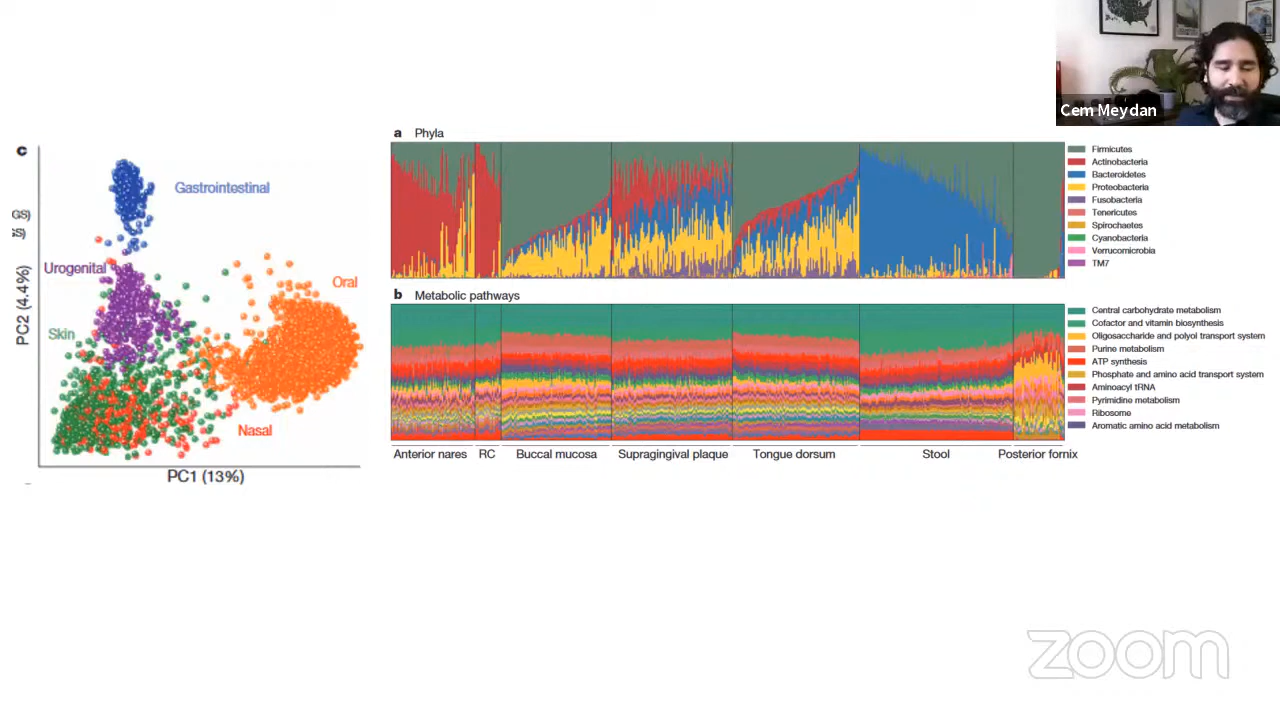 Cem Meydan
c
Gastrointestinal
Urogenital
Oral
Skin
Nasal
PC2 (4.4%)
PC1 (13%)
a Phyla
Firmicutes
Actinobacteria
Bacteroidetes
Proteobacteria
Fusobacteria
Tenericutes
Spirochaetes
Cyanobacteria
Verrucomicrobia
TM7
b Metabolic pathways
Central carbohydrate metabolism
Cofactor and vitamin biosynthesis
Oligosaccharide and polyol transport system
Purine metabolism
ATP synthesis
Phosphate and amino acid transport system
Aminoacyl tRNA
Pyrimidine metabolism
Ribosome
Aromatic amino acid metabolism
Anterior nares RC Buccal mucosa Supragingival plaque Tongue dorsum Stool Posterior fornix
zoom